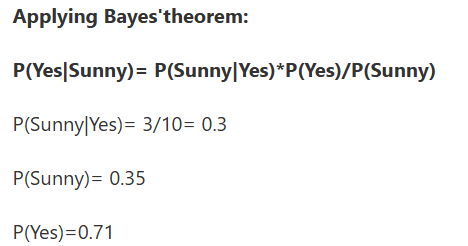 Applying Bayes'theorem:
P(Yes|Sunny)= P(Sunny|Yes)*P(Yes)/P(Sunny)
P(Sunny|Yes)= 3/10= 0.3
P(Sunny)= 0.35
P(Yes)=0.71